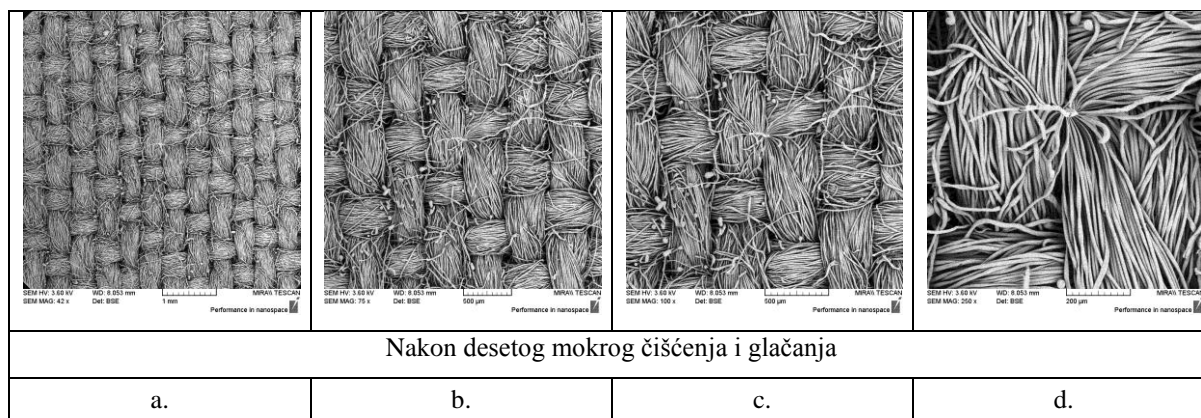 SEM HV: 3.60 kV WD: 8.053 mm MIRA\\ TESCAN
SEM MAG: 42 x Det: BSE 1 mm
Performance in nanospace
SEM HV: 3.60 kV WD: 8.053 mm MIRA\\ TESCAN
SEM MAG: 75 x Det: BSE 500 µm
Performance in nanospace
SEM HV: 3.60 kV WD: 8.053 mm MIRA\\ TESCAN
SEM MAG: 100 x Det: BSE 500 µm
Performance in nanospace
SEM HV: 3.60 kV WD: 8.053 mm MIRA\\ TESCAN
SEM MAG: 250 x Det: BSE 200 µm
Performance in nanospace
Nakon desetog mokrog čišćenja i glačanja
a. b. c. d.